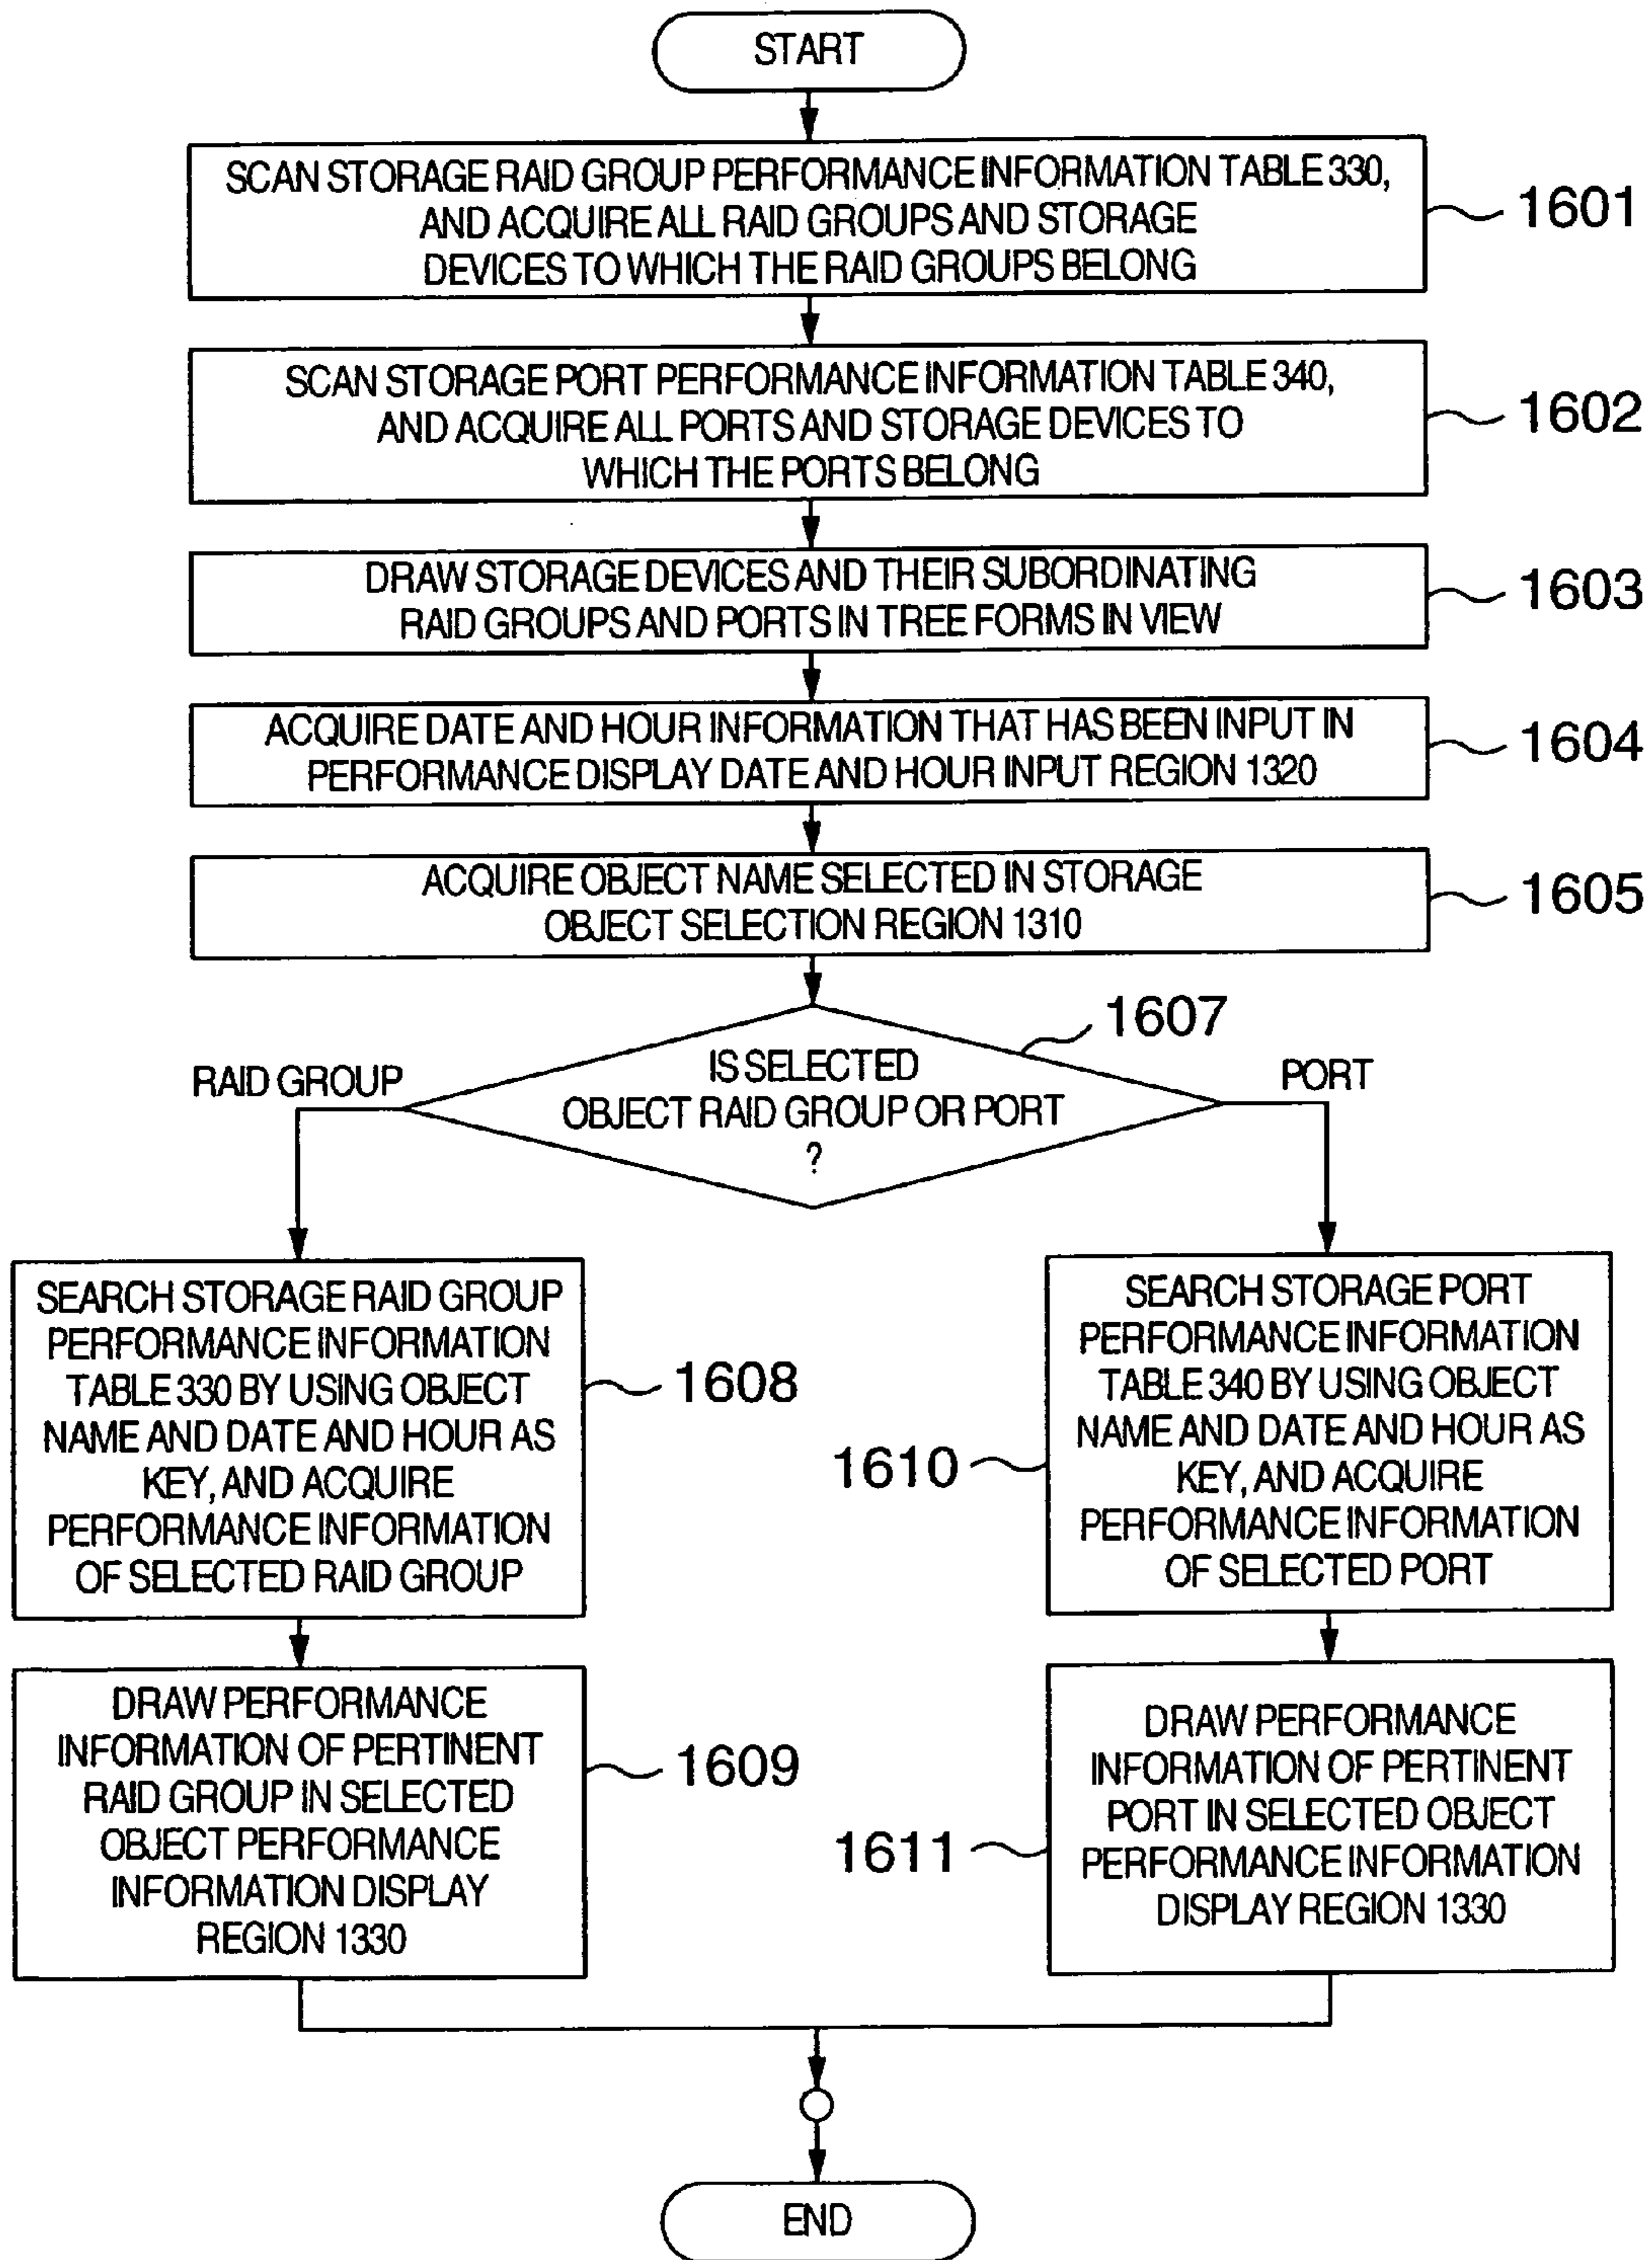 START
SCAN STORAGE RAID GROUP PERFORMANCE INFORMATION TABLE 330,
AND ACQUIRE ALL RAID GROUPS AND STORAGE
DEVICES TO WHICH THE RAID GROUPS BELONG
1601
SCAN STORAGE PORT PERFORMANCE INFORMATION TABLE 340,
AND ACQUIRE ALL PORTS AND STORAGE DEVICES TO
WHICH THE PORTS BELONG
1602
DRAW STORAGE DEVICES AND THEIR SUBORDINATING
RAID GROUPS AND PORTS IN TREE FORMS IN VIEW
1603
ACQUIRE DATE AND HOUR INFORMATION THAT HAS BEEN INPUT IN
PERFORMANCE DISPLAY DATE AND HOUR INPUT REGION 1320
1604
ACQUIRE OBJECT NAME SELECTED IN STORAGE
OBJECT SELECTION REGION 1310
1605
1607
IS SELECTED
OBJECT RAID GROUP OR PORT
?
RAID GROUP
PORT
SEARCH STORAGE RAID GROUP
PERFORMANCE INFORMATION
TABLE 330 BY USING OBJECT
NAME AND DATE AND HOUR AS
KEY, AND ACQUIRE
PERFORMANCE INFORMATION
OF SELECTED RAID GROUP
1608
SEARCH STORAGE PORT
PERFORMANCE INFORMATION
TABLE 340 BY USING OBJECT
NAME AND DATE AND HOUR AS
KEY, AND ACQUIRE
PERFORMANCE INFORMATION
OF SELECTED PORT
1610
DRAW PERFORMANCE
INFORMATION OF PERTINENT
RAID GROUP IN SELECTED
OBJECT PERFORMANCE
INFORMATION DISPLAY
REGION 1330
1609
DRAW PERFORMANCE
INFORMATION OF PERTINENT
PORT IN SELECTED OBJECT
PERFORMANCE INFORMATION
DISPLAY REGION 1330
1611
END